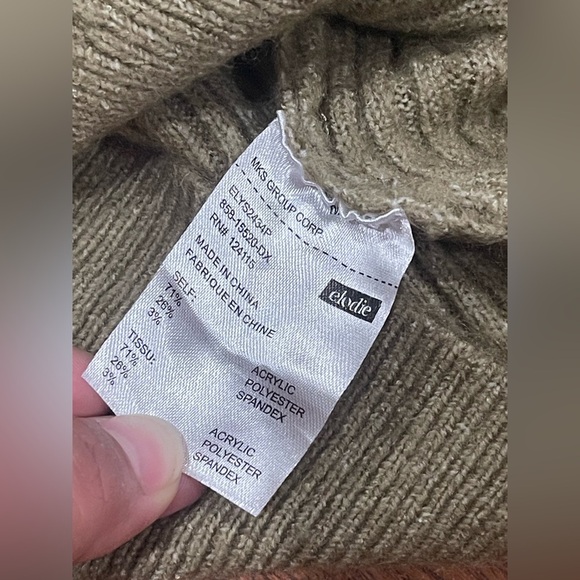 MKS GROUP CORP
ELY52434P
858-15520-DX
RN# 124115
MADE IN CHINA
FABRIQUE EN CHINE
elodie
SELF:
71% ACRYLIC
26% POLYESTER
3% SPANDEX
TISSU:
71% ACRYLIC
26% POLYESTER
3% SPANDEX